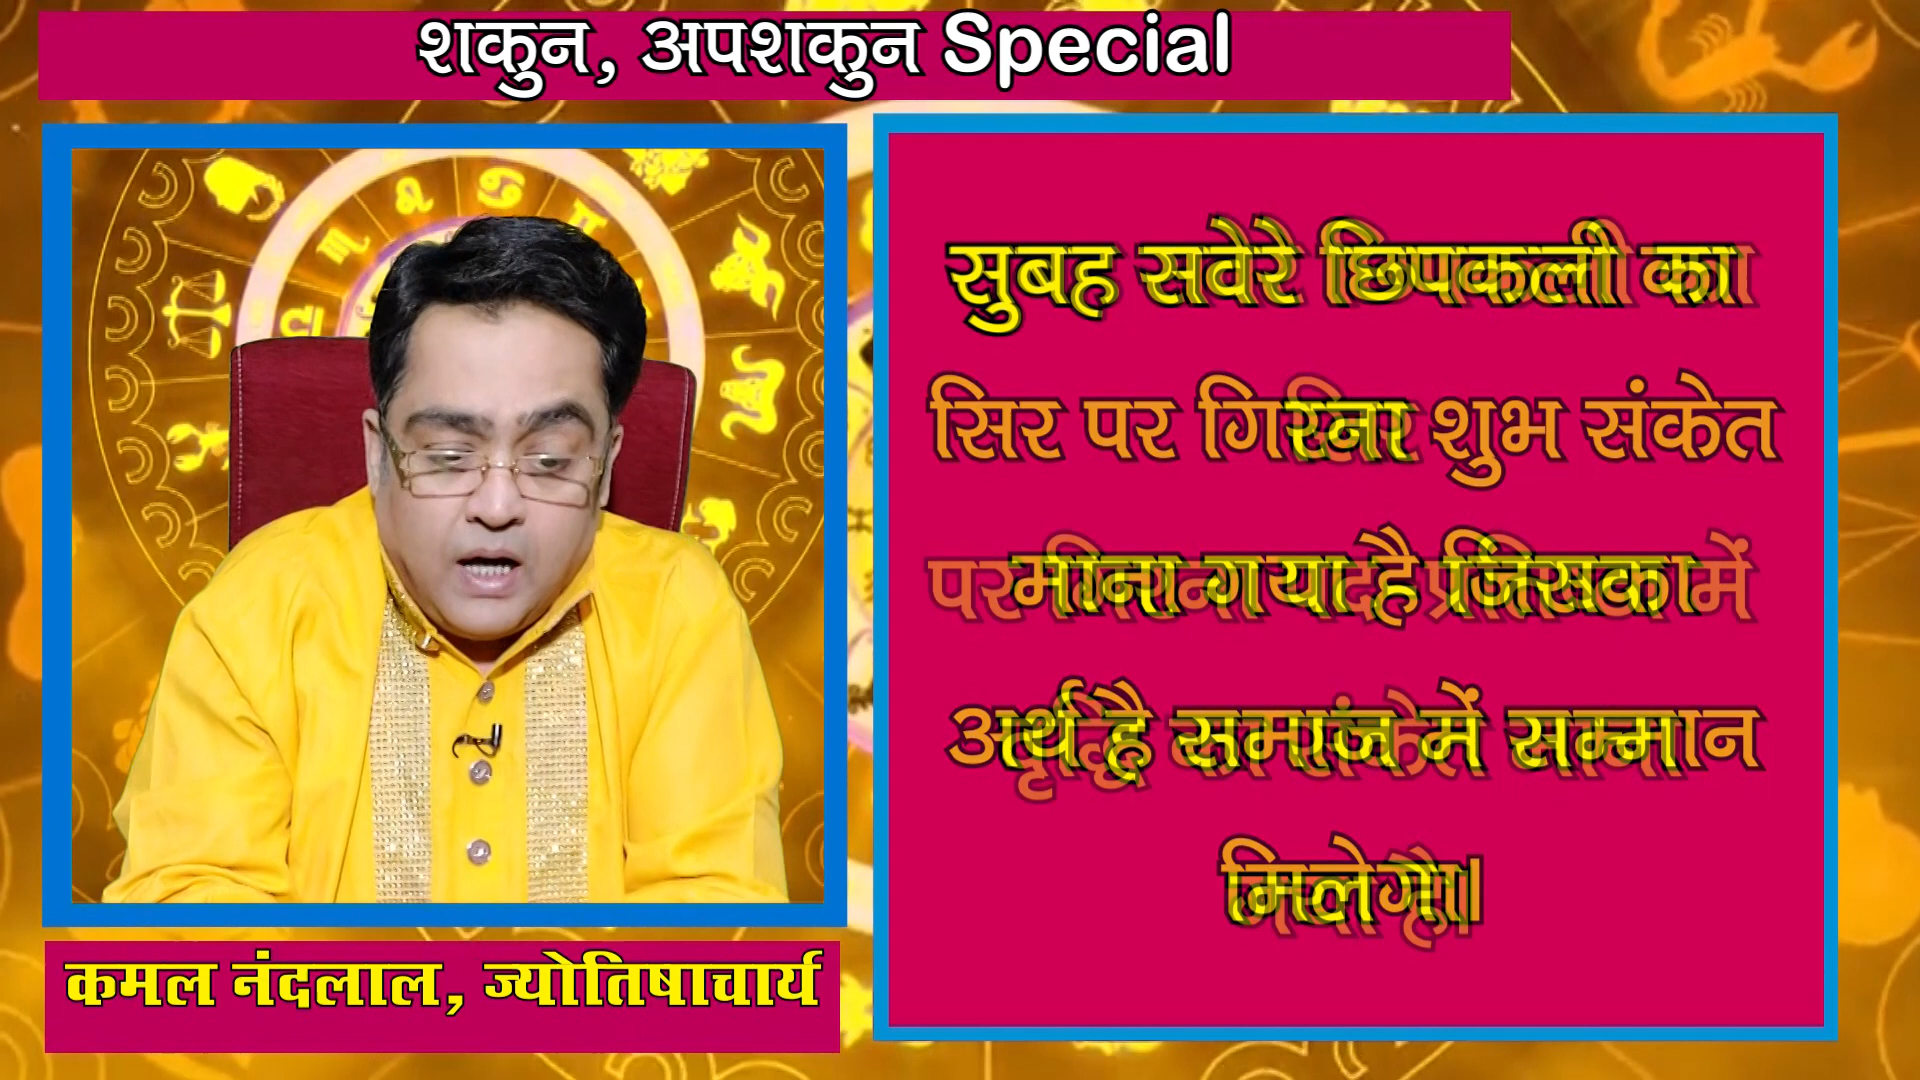 शकुन, अपशकुन Special
सुबह सवेरे छिपकली का
सिर पर गिरना शुभ संकेत
माना गया है जिसका
अर्थ है समाज में सम्मान
मिलेगा।
कमल नंदलाल, ज्योतिषाचार्य